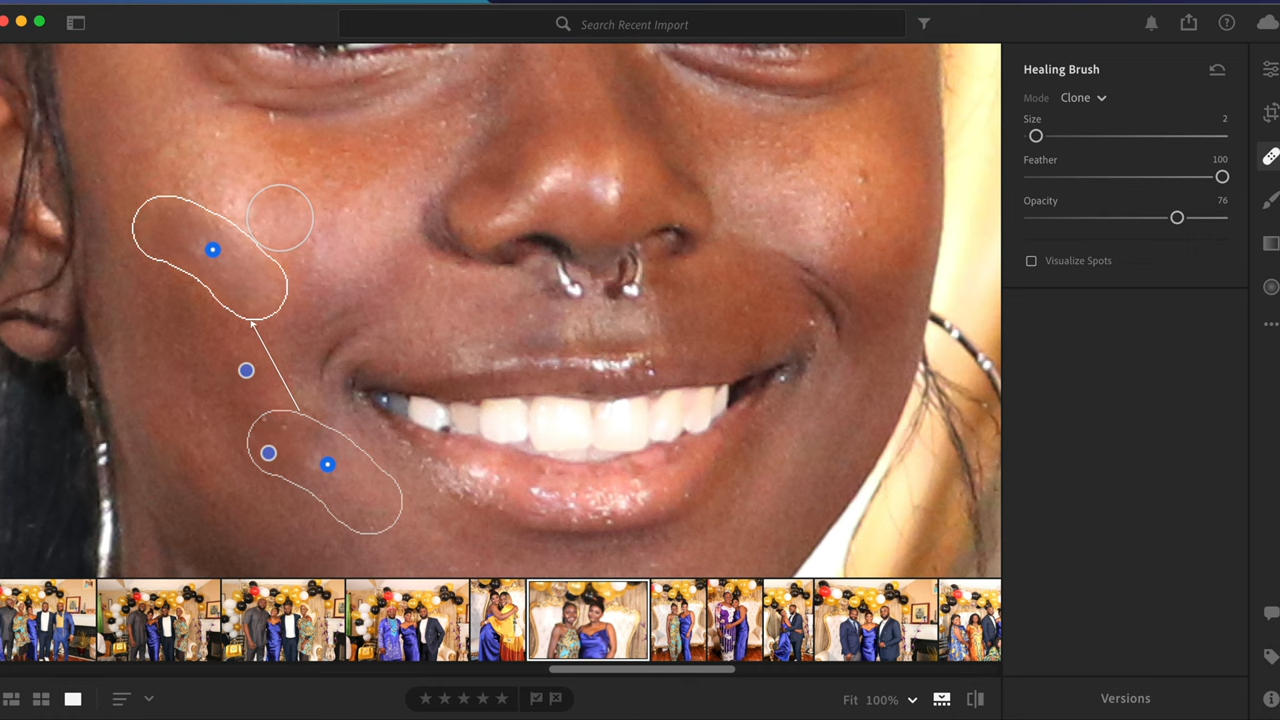 Search Recent Import
Healing Brush
Mode Clone
Size 2
Feather 100
Opacity 76
Visualize Spots
Fit 100%
Versions